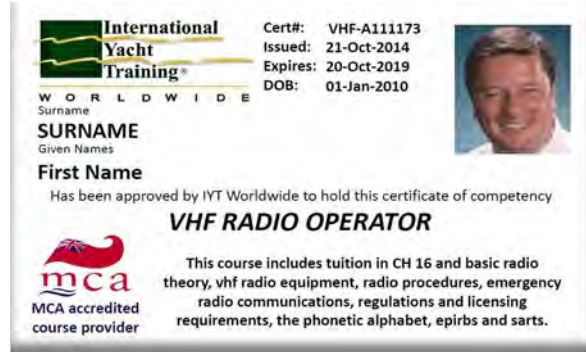 International
Yacht
Training®
W O R L D W I D E
Cert#: VHF-A111173
Issued: 21-Oct-2014
Expires: 20-Oct-2019
DOB: 01-Jan-2010
Surname
SURNAME
Given Names
First Name
Has been approved by IYT Worldwide to hold this certificate of competency
VHF RADIO OPERATOR
mca
MCA accredited
course provider
This course includes tuition in CH 16 and basic radio
theory, vhf radio equipment, radio procedures, emergency
radio communications, regulations and licensing
requirements, the phonetic alphabet, epirbs and sarts.